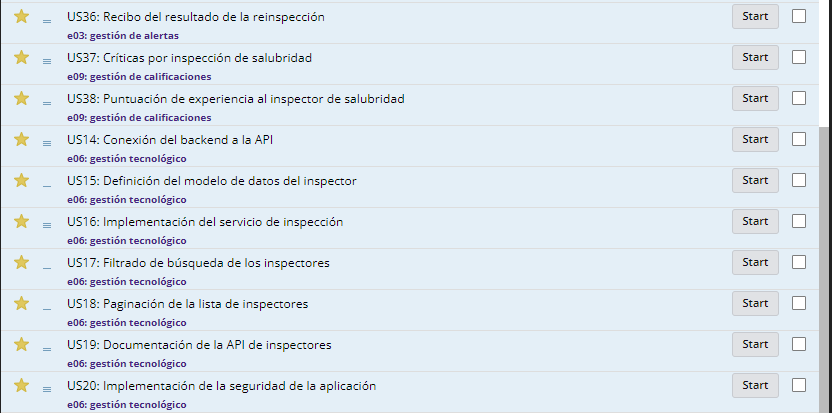 US36: Recibo del resultado de la reinspección
Start
e03: gestión de alertas
US37: Críticas por inspección de salubridad
Start
e09: gestión de calificaciones
US38: Puntuación de experiencia al inspector de salubridad
Start
e09: gestión de calificaciones
US14: Conexión del backend a la API
Start
e06: gestión tecnológico
US15: Definición del modelo de datos del inspector
Start
e06: gestión tecnológico
US16: Implementación del servicio de inspección
Start
e06: gestión tecnológico
US17: Filtrado de búsqueda de los inspectores
Start
e06: gestión tecnológico
US18: Paginación de la lista de inspectores
Start
e06: gestión tecnológico
US19: Documentación de la API de inspectores
Start
e06: gestión tecnológico
US20: Implementación de la seguridad de la aplicación
Start
e06: gestión tecnológico